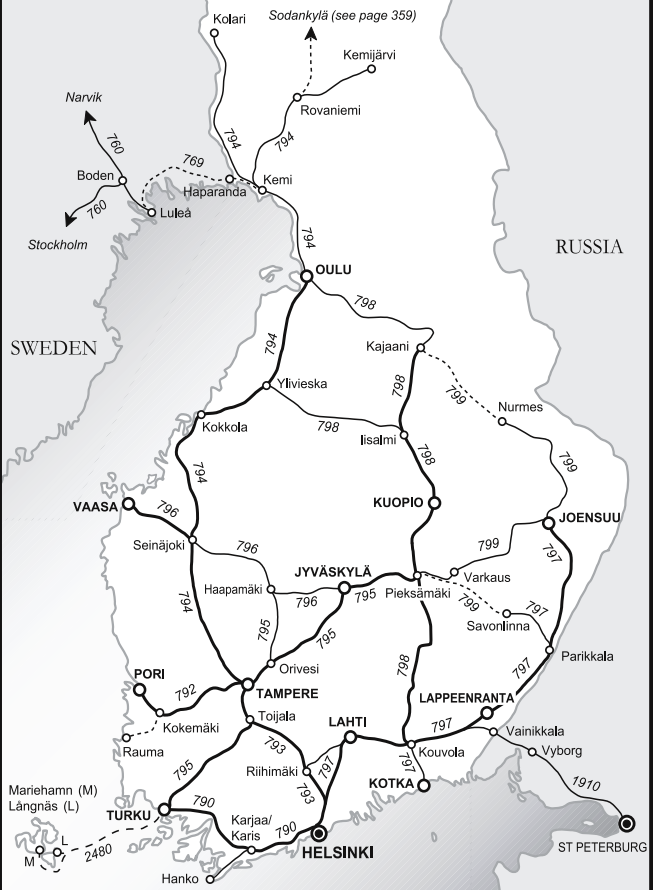 Kolari
Sodankylä (see page 359)
Kemijärvi
Narvik
Rovaniemi
794
794
760
769
Boden
Haparanda
Kemi
760
Luleå
Stockholm
794
RUSSIA
OULU
798
SWEDEN
794
Kajaani
Ylivieska
798
799
Nurmes
Kokkola
798
Iisalmi
798
799
794
VAASA
796
KUOPIO
JOENSUU
Seinäjoki
796
799
797
JYVÄSKYLÄ
Varkaus
Haapamäki
796
795
Pieksämäki
799
797
794
Savonlinna
795
795
Parikkala
Orivesi
798
797
PORI
792
TAMPERE
LAPPEENRANTA
Kokemäki
Toijala
LAHTI
797
Vainikkala
Rauma
793
Kouvola
Vyborg
795
Riihimäki
797
797
1910
Mariehamn (M)
Långnäs (L)
793
KOTKA
TURKU
790
Karjaa/
Karis
790
HELSINKI
ST PETERBURG
L
M
2480
Hanko